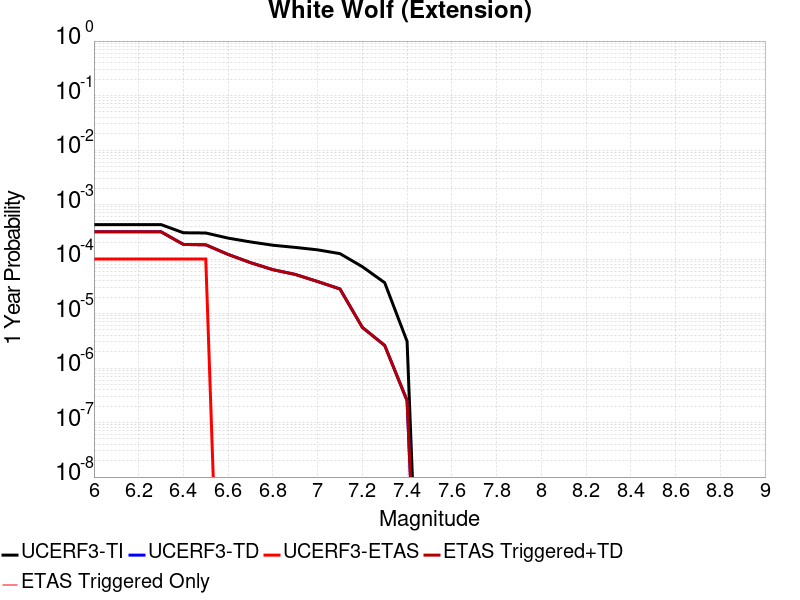 White Wolf (Extension)
10^0
10^-1
10^-2
10^-3
10^-4
10^-5
10^-6
10^-7
10^-8
1 Year Probability
6 6.2 6.4 6.6 6.8 7 7.2 7.4 7.6 7.8 8 8.2 8.4 8.6 8.8 9
Magnitude
UCERF3-TI UCERF3-TD UCERF3-ETAS ETAS Triggered+TD
ETAS Triggered Only